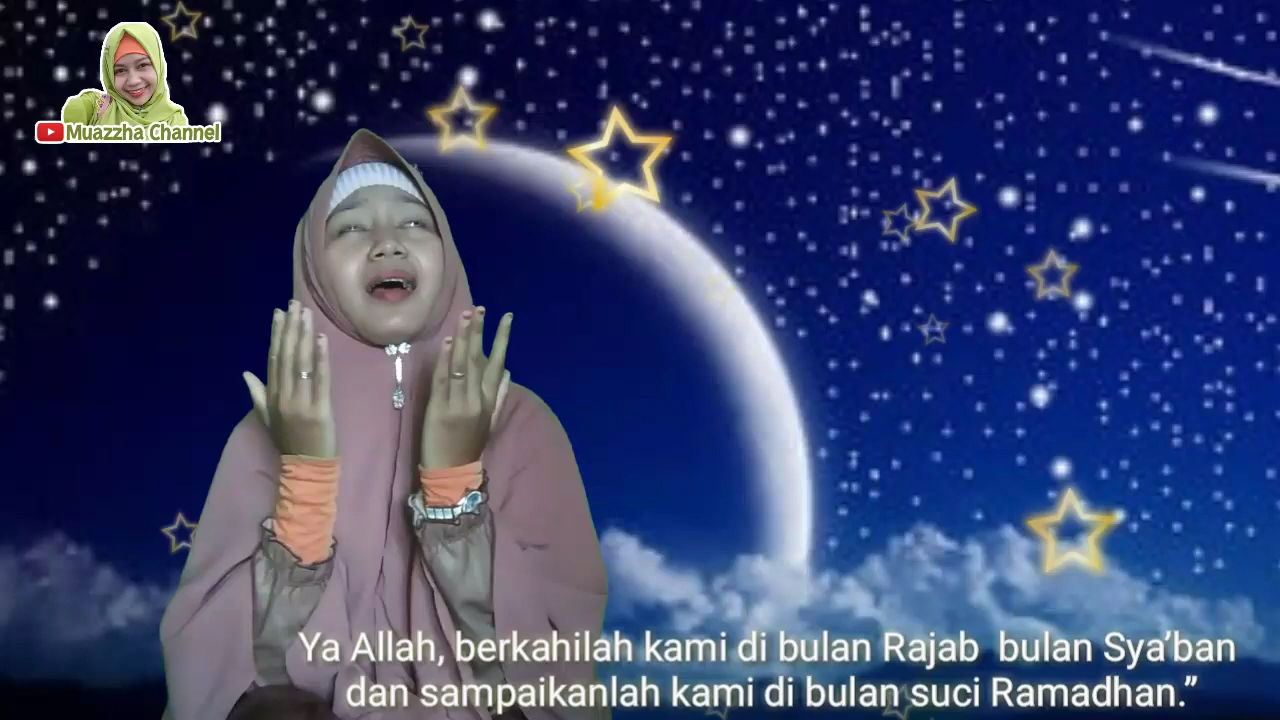 Muazzha Channel
Ya Allah, berkahilah kami di bulan Rajab  bulan Sya’ban
dan sampaikanlah kami di bulan suci Ramadhan.”